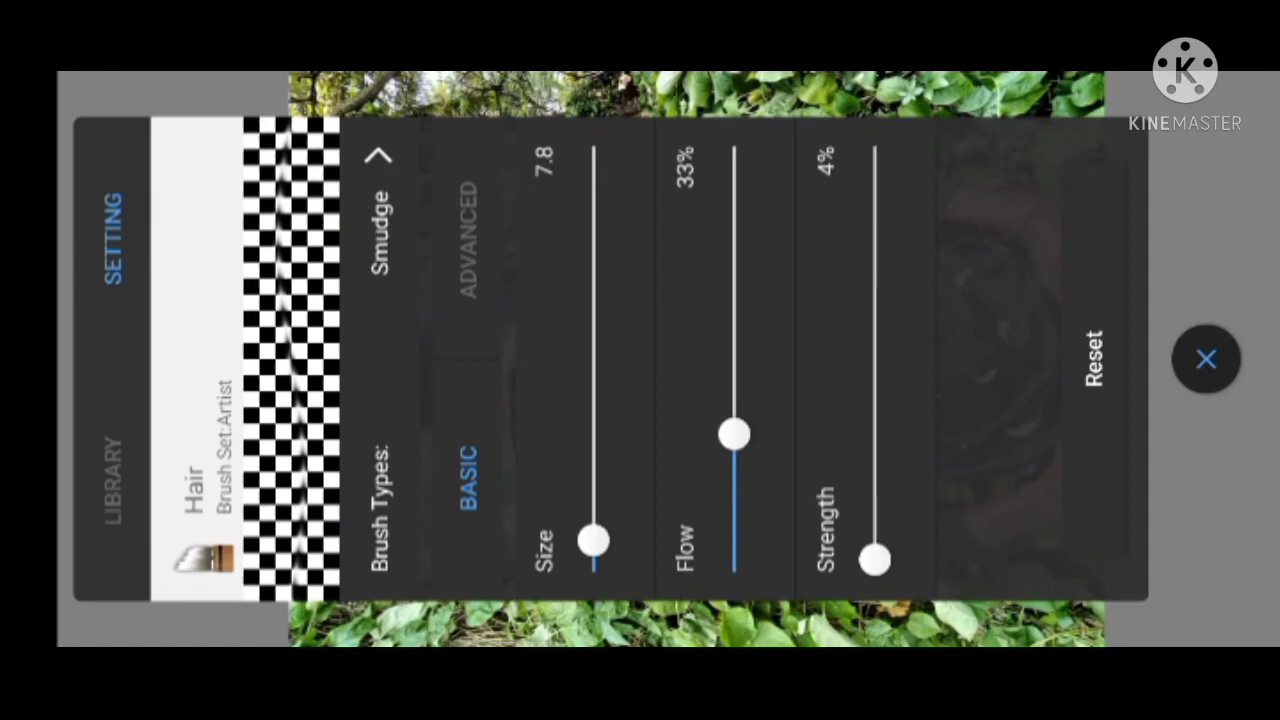 LIBRARY SETTING
Hair
Brush Set:Artist
Brush Types: Smudge
BASIC ADVANCED
Size 7.8
Flow 33%
Strength 4%
Reset
KINEMASTER